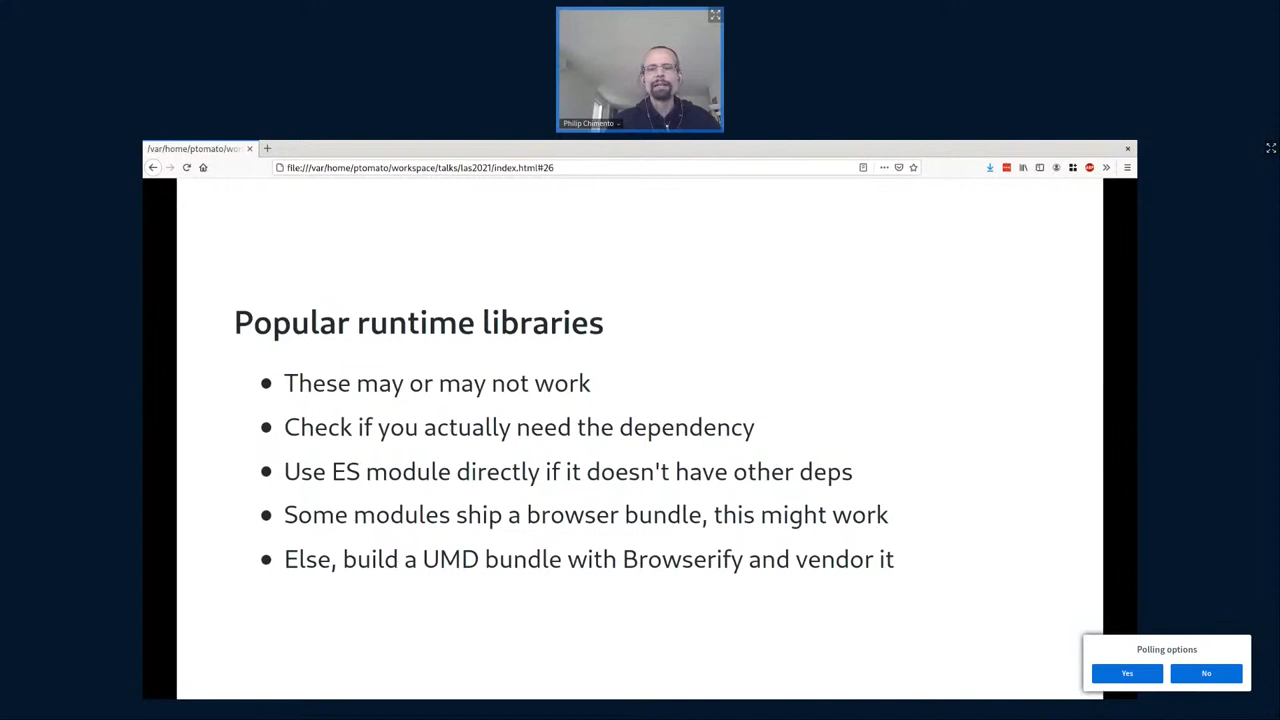 Philip Chimento
/var/home/ptomato/wor
file:///var/home/ptomato/workspace/talks/las2021/index.html#26
Popular runtime libraries
These may or may not work
Check if you actually need the dependency
Use ES module directly if it doesn't have other deps
Some modules ship a browser bundle, this might work
Else, build a UMD bundle with Browserify and vendor it
Polling options
Yes
No